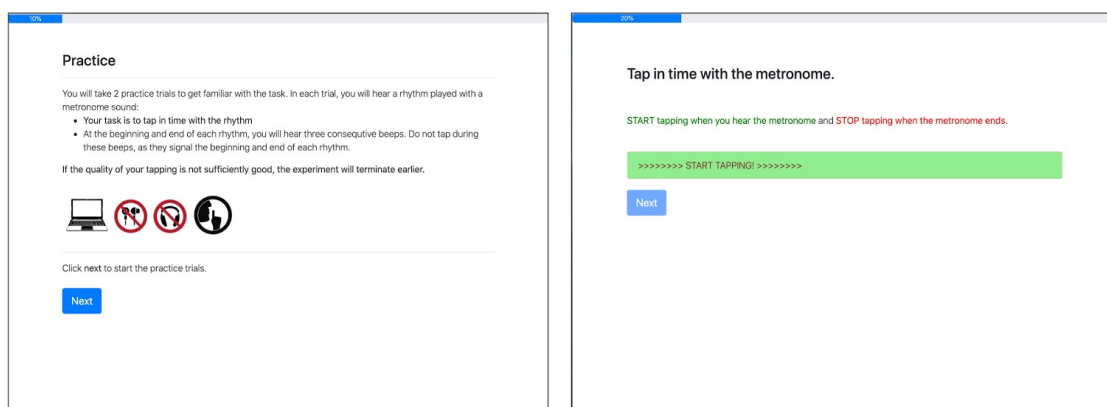 10%
Practice
You will take 2 practice trials to get familiar with the task. In each trial, you will hear a rhythm played with a
metronome sound:
• Your task is to tap in time with the rhythm
• At the beginning and end of each rhythm, you will hear three consequtive beeps. Do not tap during
these beeps, as they signal the beginning and end of each rhythm.
If the quality of your tapping is not sufficiently good, the experiment will terminate earlier.
Click next to start the practice trials.
Next
20%
Tap in time with the metronome.
START tapping when you hear the metronome and STOP tapping when the metronome ends.
>>>>>>>> START TAPPING! >>>>>>>>
Next